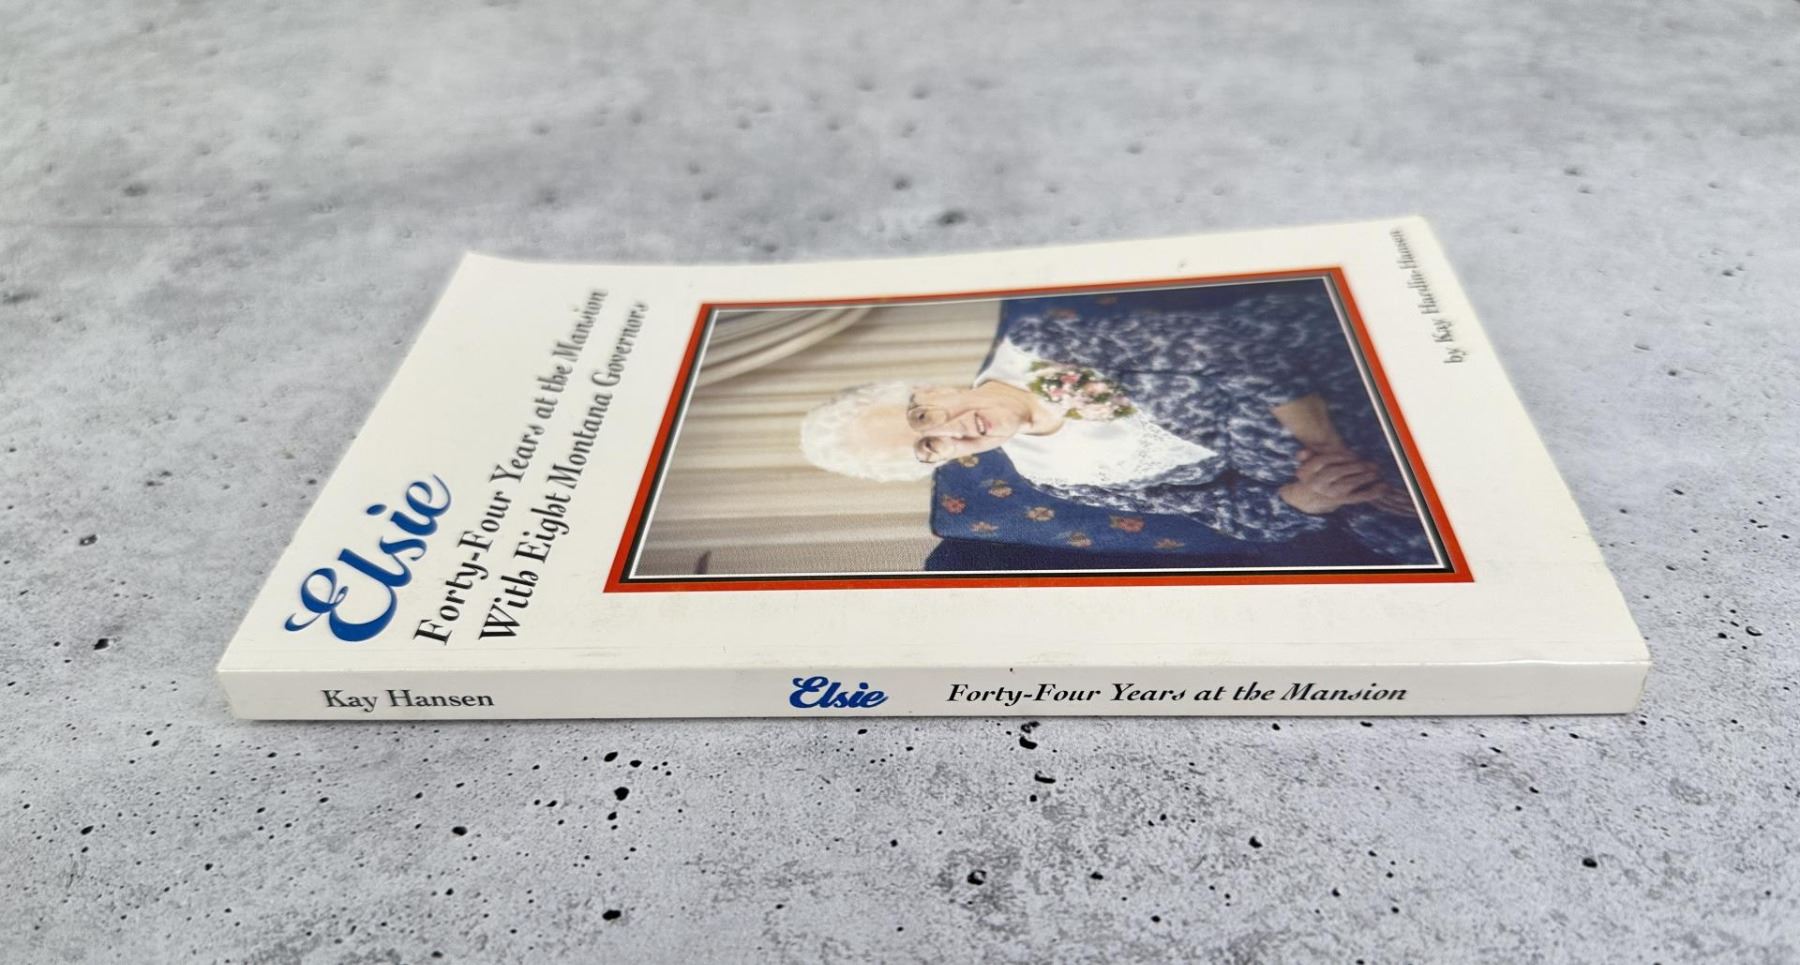 Elsie
Forty-Four Years at the Mansion
With Eight Montana Governors
by Kay Hardin Hansen
Kay Hansen
Elsie
Forty-Four Years at the Mansion